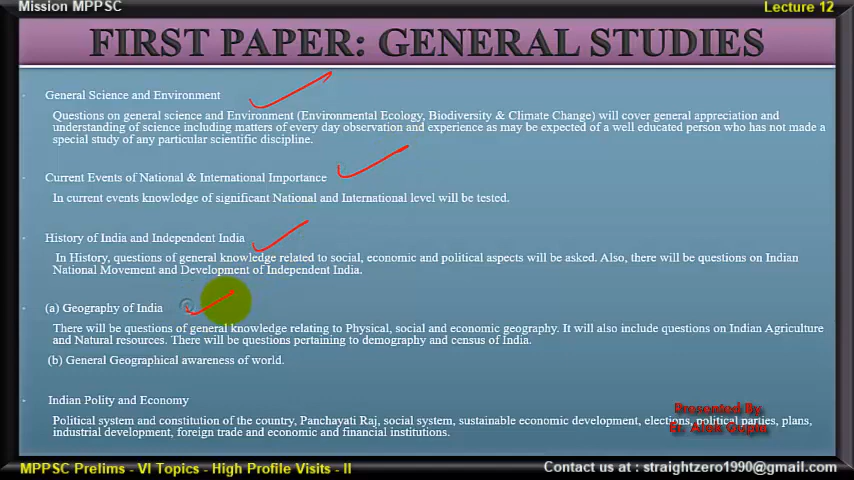 Mission MPPSC
Lecture 12
FIRST PAPER: GENERAL STUDIES
General Science and Environment
Questions on general science and Environment (Environmental Ecology, Biodiversity & Climate Change) will cover general appreciation and
understanding of science including matters of every day observation and experience as may be expected of a well educated person who has not made a
special study of any particular scientific discipline.
Current Events of National & International Importance
In current events knowledge of significant National and International level will be tested.
History of India and Independent India
In History, questions of general knowledge related to social, economic and political aspects will be asked. Also, there will be questions on Indian
National Movement and Development of Independent India.
(a) Geography of India
There will be questions of general knowledge relating to Physical, social and economic geography. It will also include questions on Indian Agriculture
and Natural resources. There will be questions pertaining to demography and census of India.
(b) General Geographical awareness of world.
Indian Polity and Economy
Political system and constitution of the country, Panchayati Raj, social system, sustainable economic development, elections, political parties, plans,
industrial development, foreign trade and economic and financial institutions.
Presented By
Er. Alok Gupta
MPPSC Prelims - VI Topics - High Profile Visits - II
Contact us at : straightzero1990@gmail.com